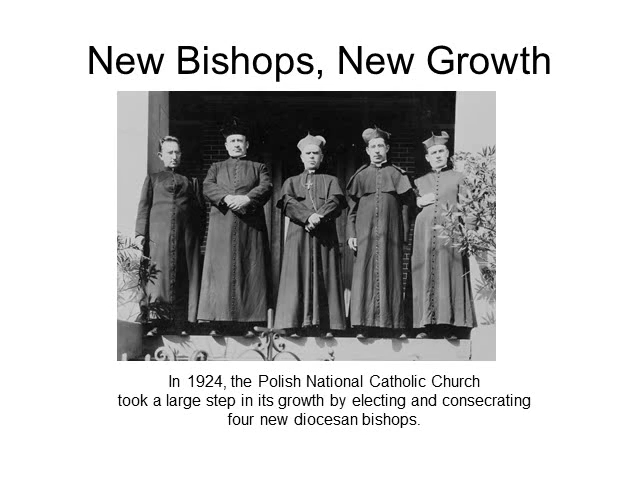 New Bishops, New Growth
In 1924, the Polish National Catholic Church
took a large step in its growth by electing and consecrating
four new diocesan bishops.